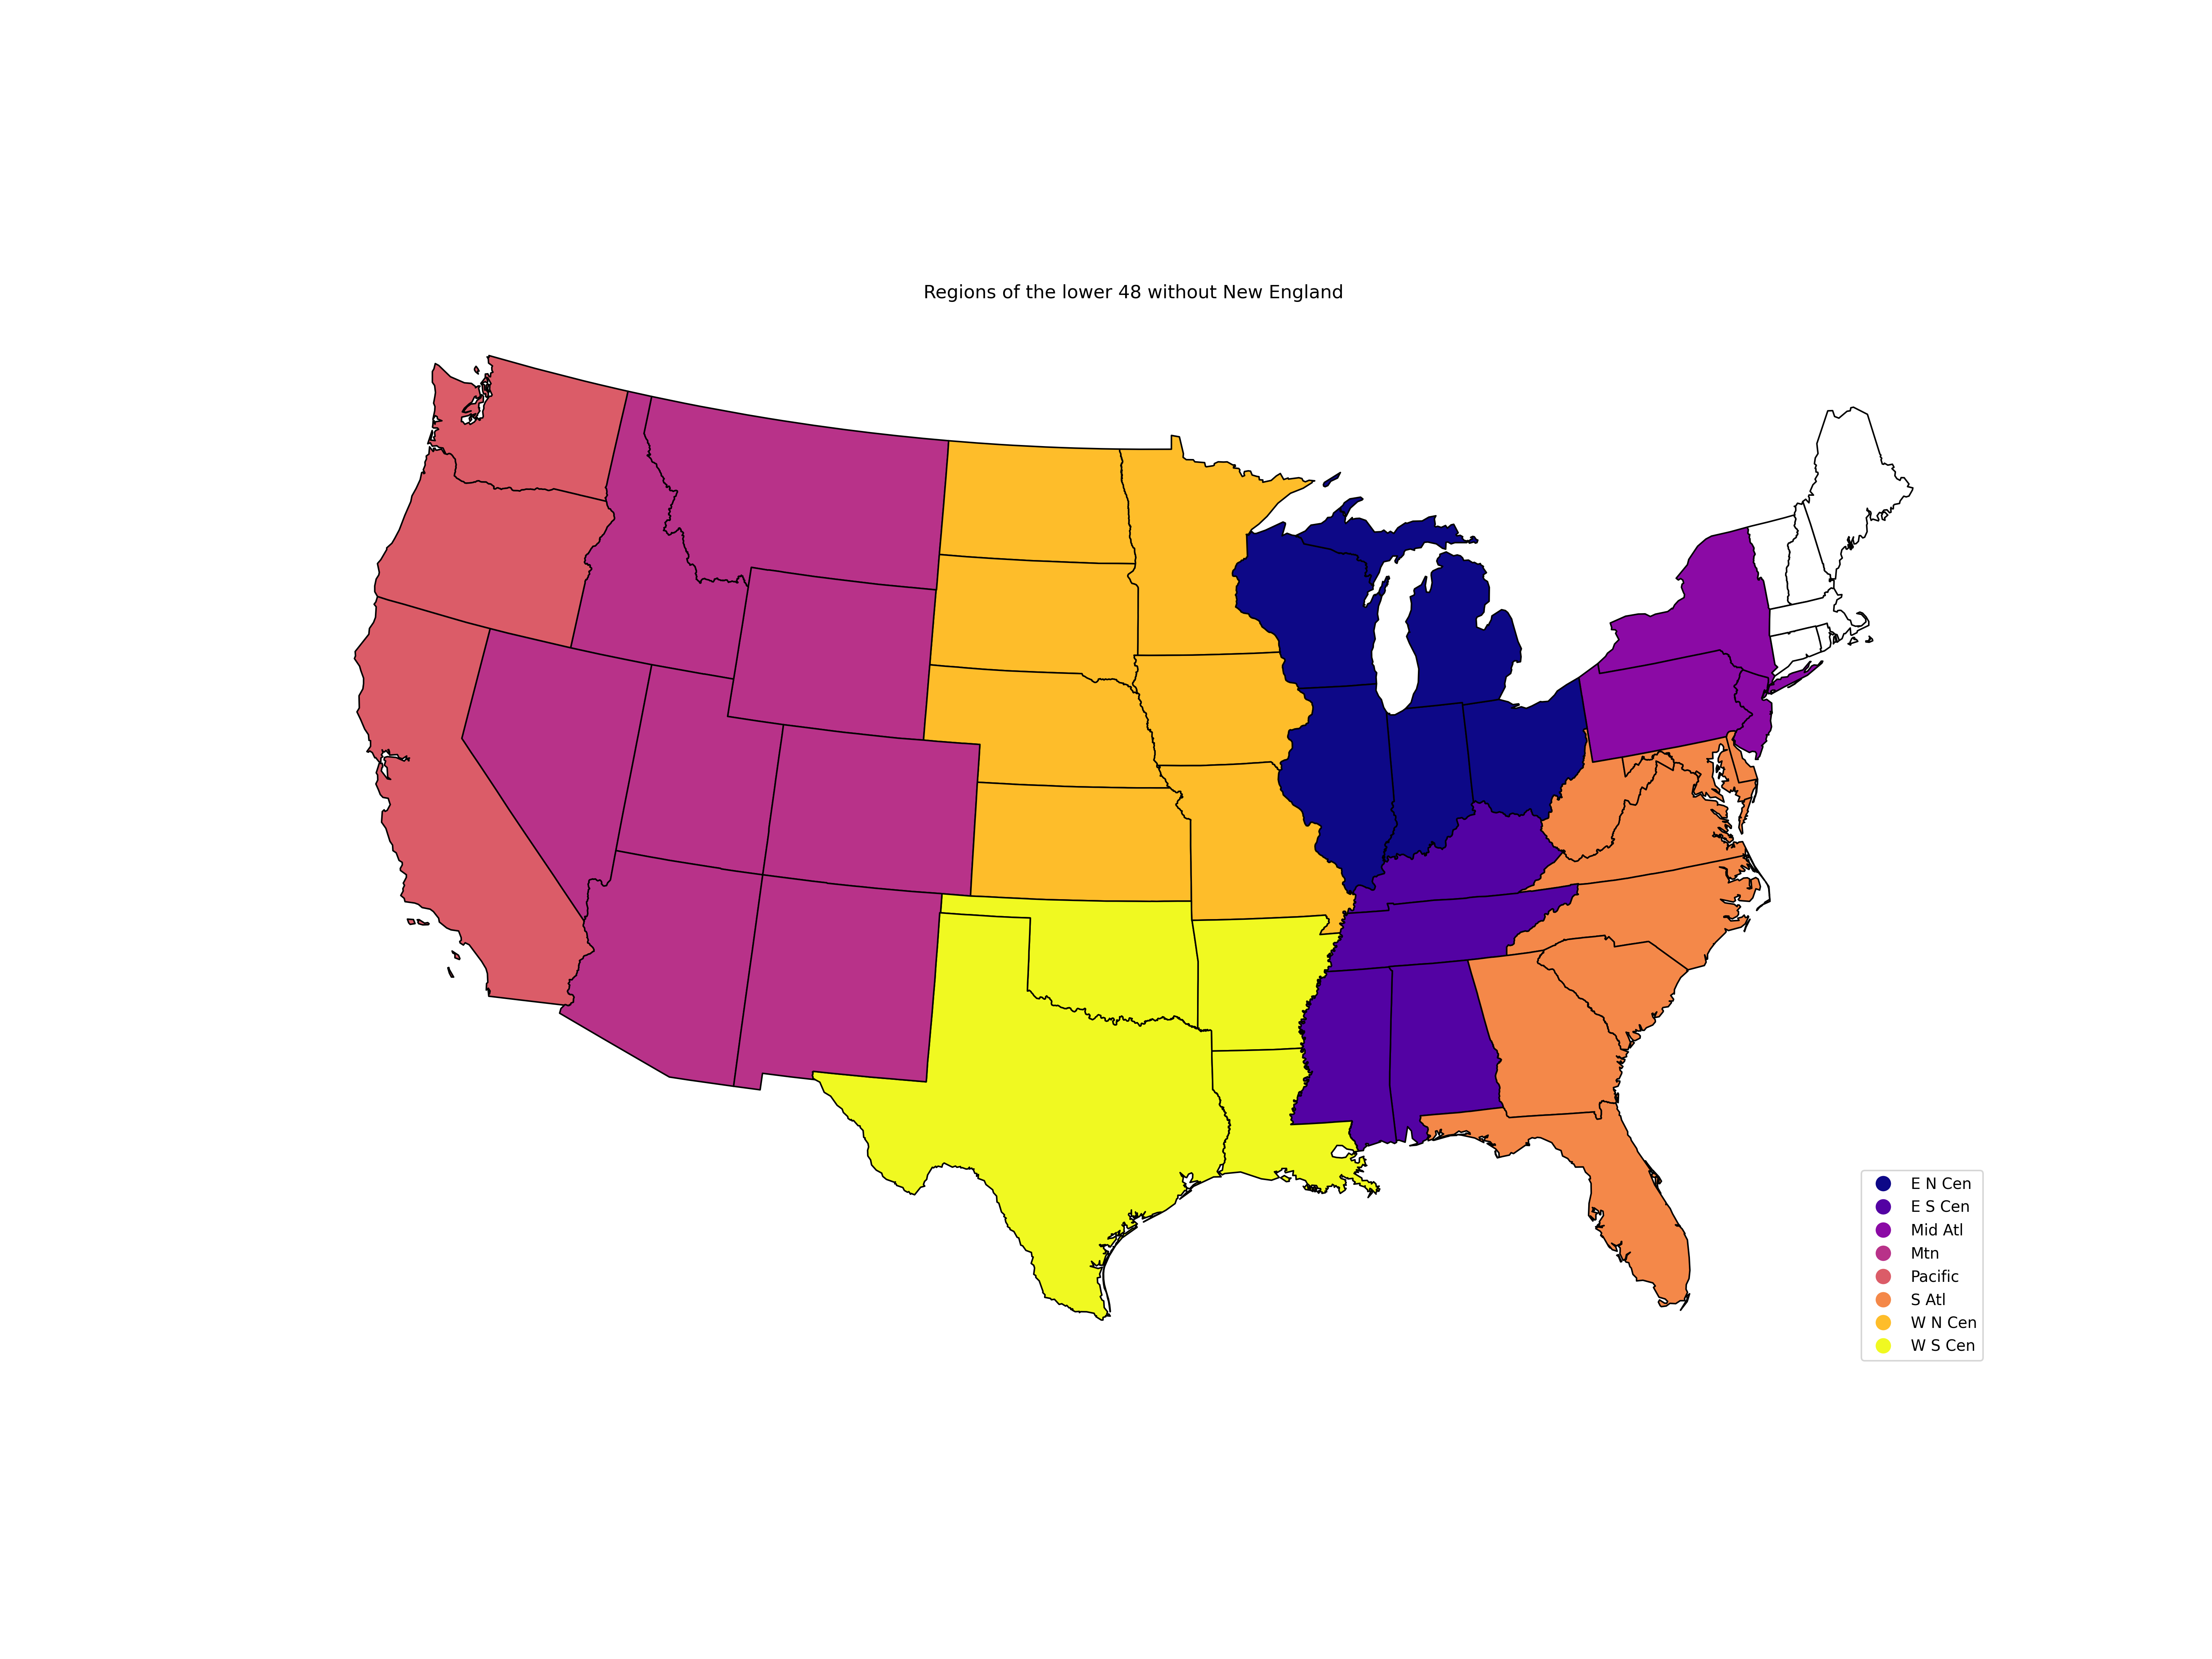 Regions of the lower 48 without New England
E N Cen
E S Cen
Mid Atl
Mtn
Pacific
S Atl
W N Cen
W S Cen